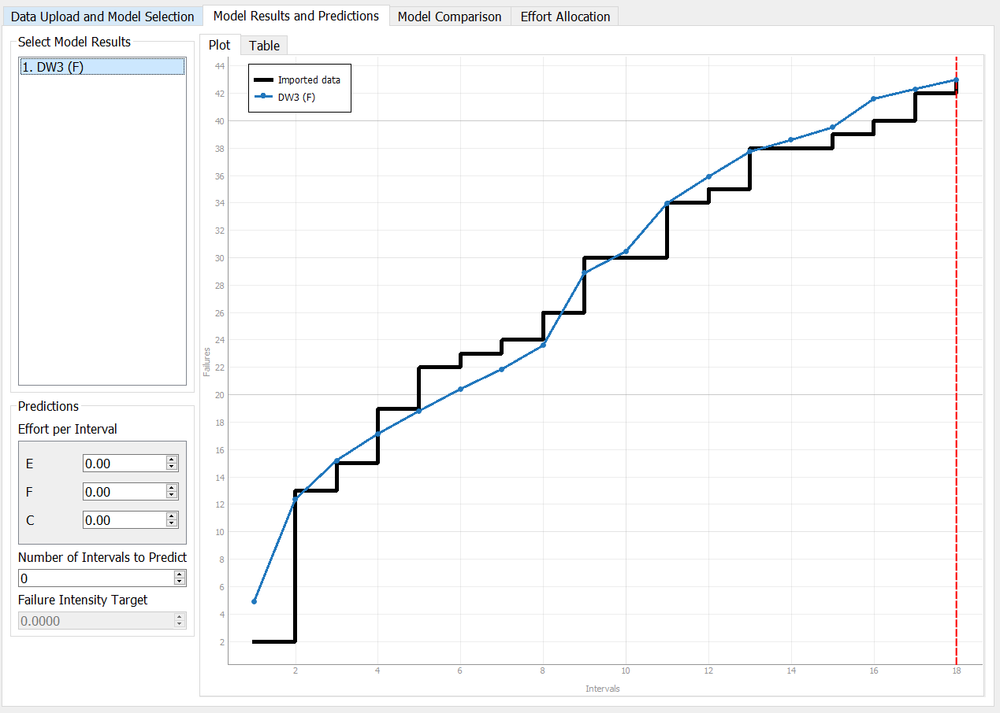 Data Upload and Model Selection Model Results and Predictions Model Comparison Effort Allocation
Select Model Results
1. DW3 (F)
Predictions
Effort per Interval
E 0.00
F 0.00
C 0.00
Number of Intervals to Predict
0
Failure Intensity Target
0.0000
Plot Table
Imported data
DW3 (F)
44
42
40
38
36
34
32
30
28
26
24
22
20
18
16
14
12
10
8
6
4
2
Failures
2 4 6 8 10 12 14 16 18
Intervals